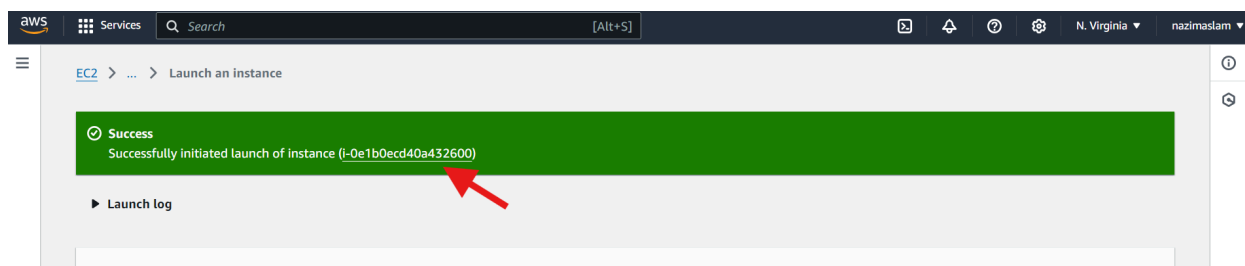 aws Services Search [Alt+S] N. Virginia nazimaslam
EC2 > ... > Launch an instance
Success
Successfully initiated launch of instance (i-0e1b0ecd40a432600)
Launch log